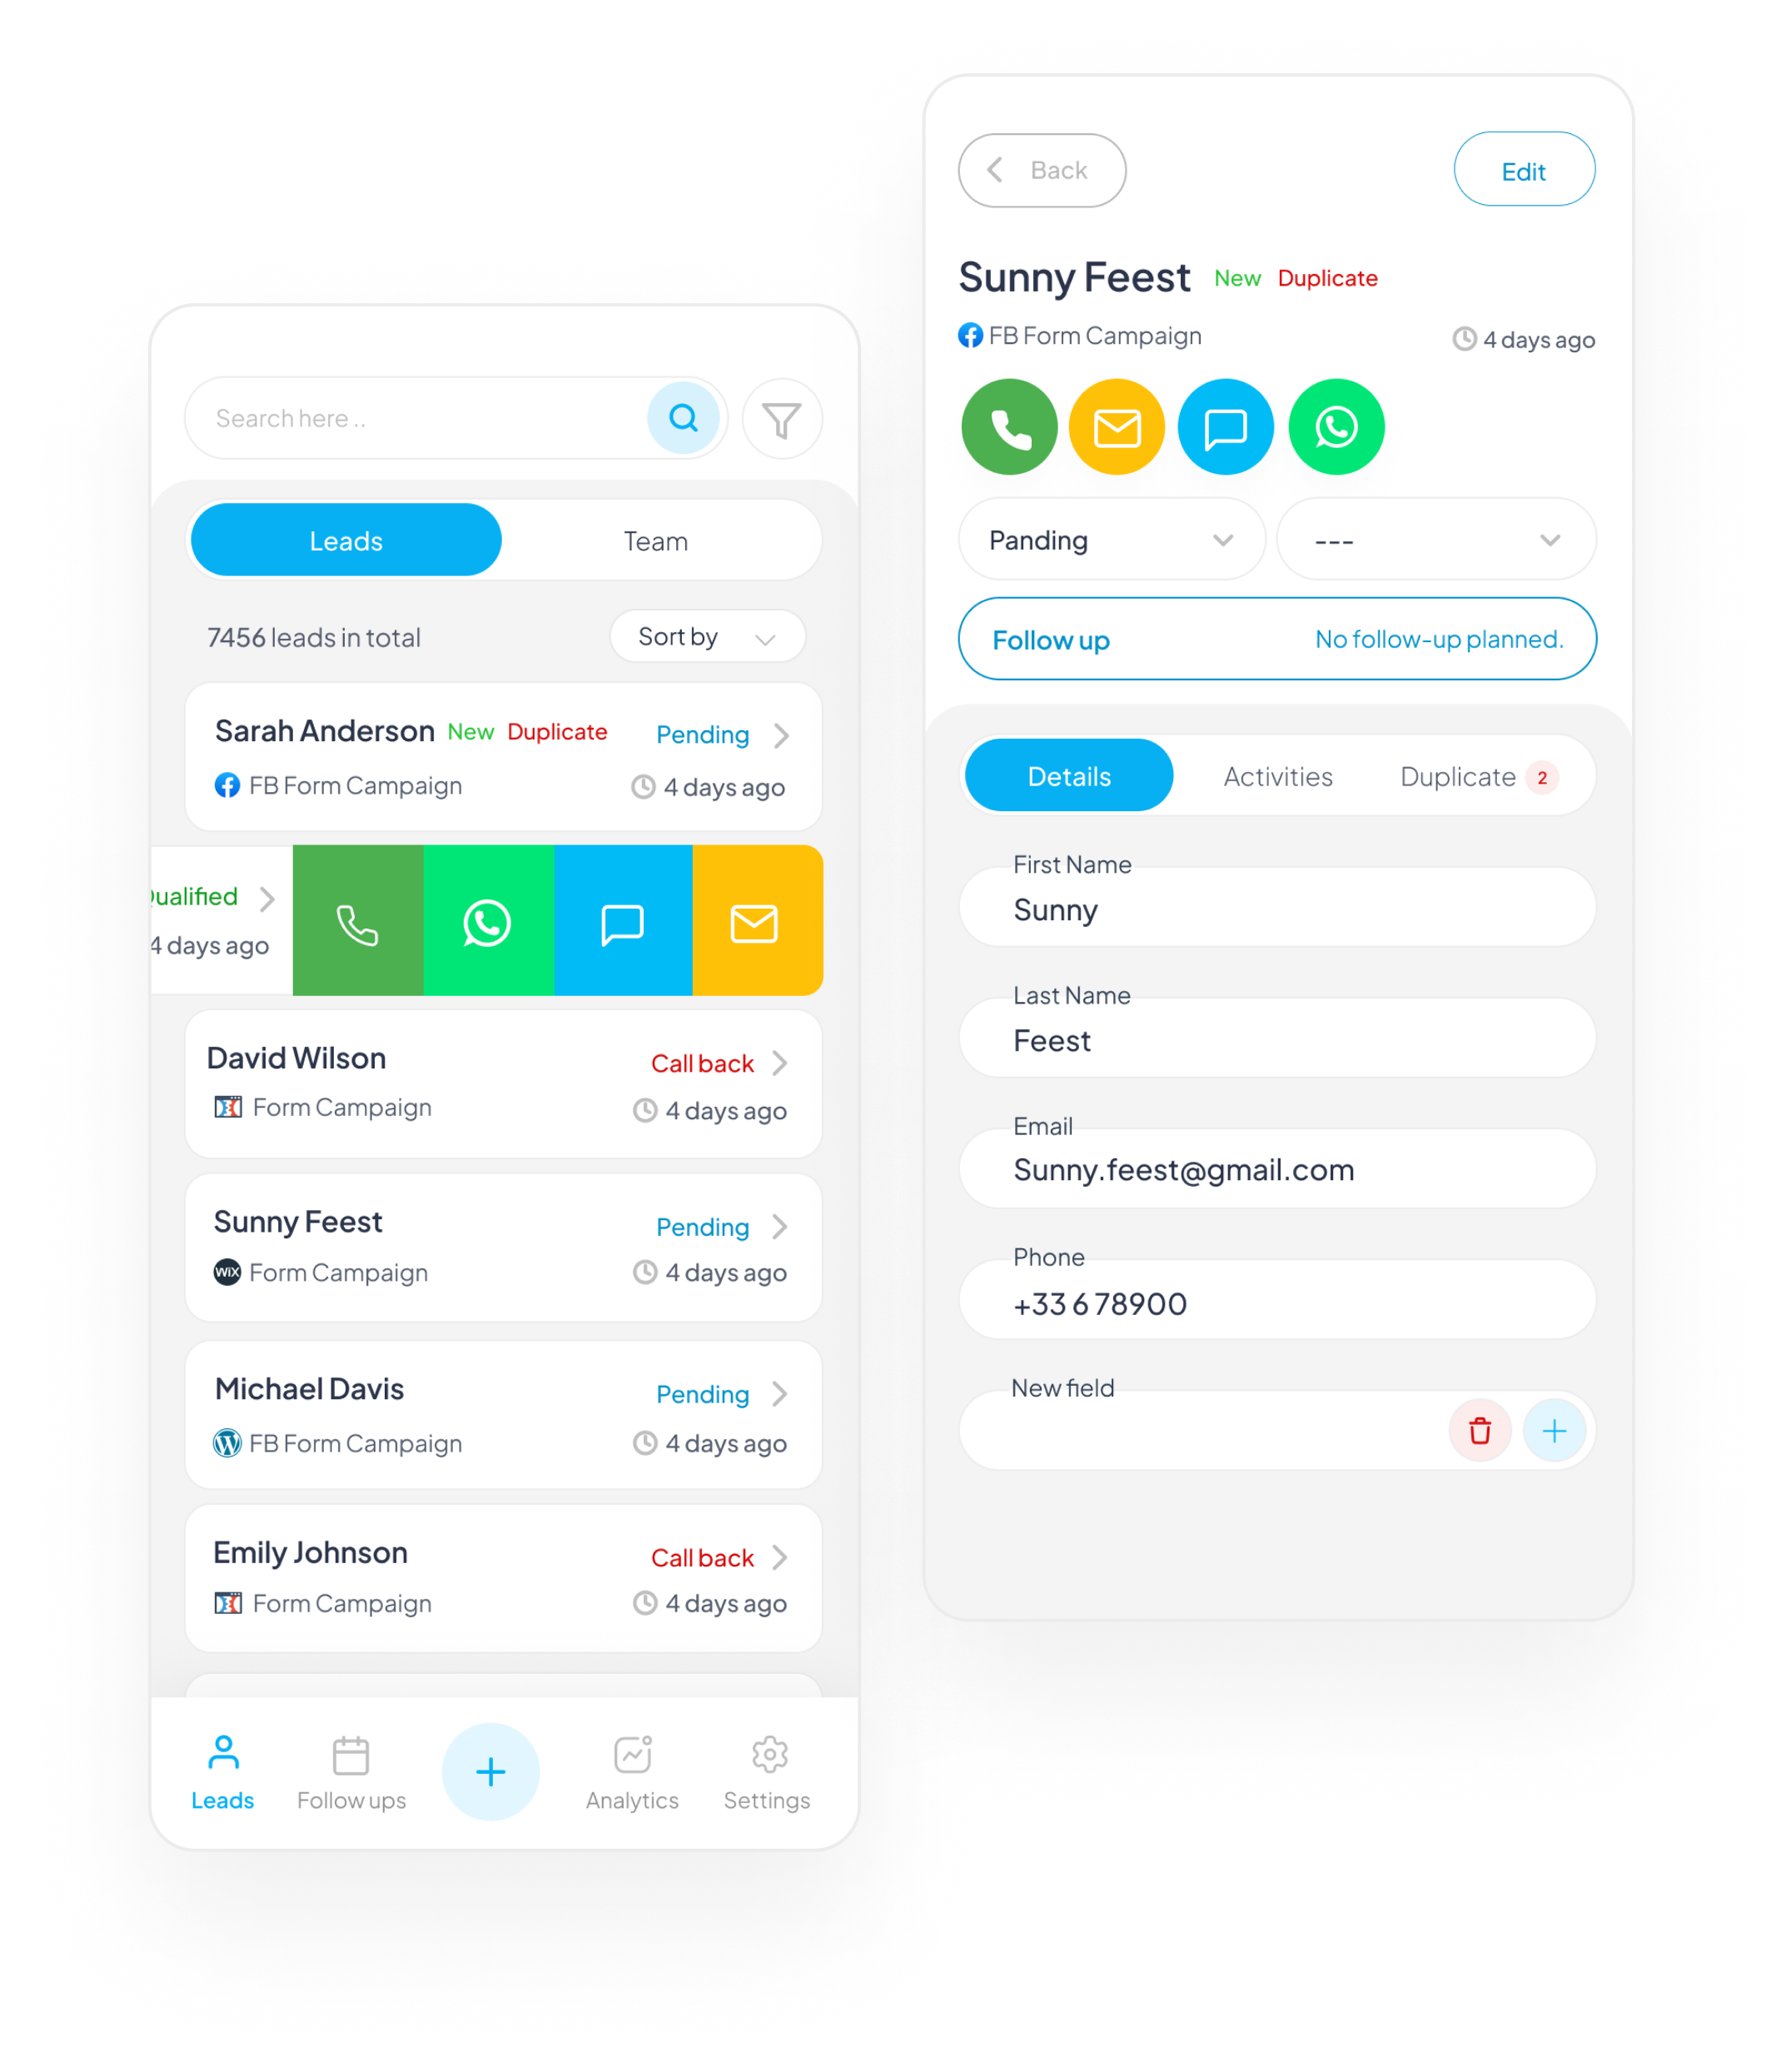 Search here ..
Leads Team
7456 leads in total Sort by
Sarah Anderson New Duplicate Pending
FB Form Campaign 4 days ago
Qualified
4 days ago
David Wilson Call back
Form Campaign 4 days ago
Sunny Feest Pending
WiX Form Campaign 4 days ago
Michael Davis Pending
FB Form Campaign 4 days ago
Emily Johnson Call back
Form Campaign 4 days ago
Leads Follow ups Analytics Settings
Back Edit
Sunny Feest New Duplicate
FB Form Campaign 4 days ago
Panding ---
Follow up No follow-up planned.
Details Activities Duplicate 2
First Name
Sunny
Last Name
Feest
Email
Sunny.feest@gmail.com
Phone
+33 6 78900
New field